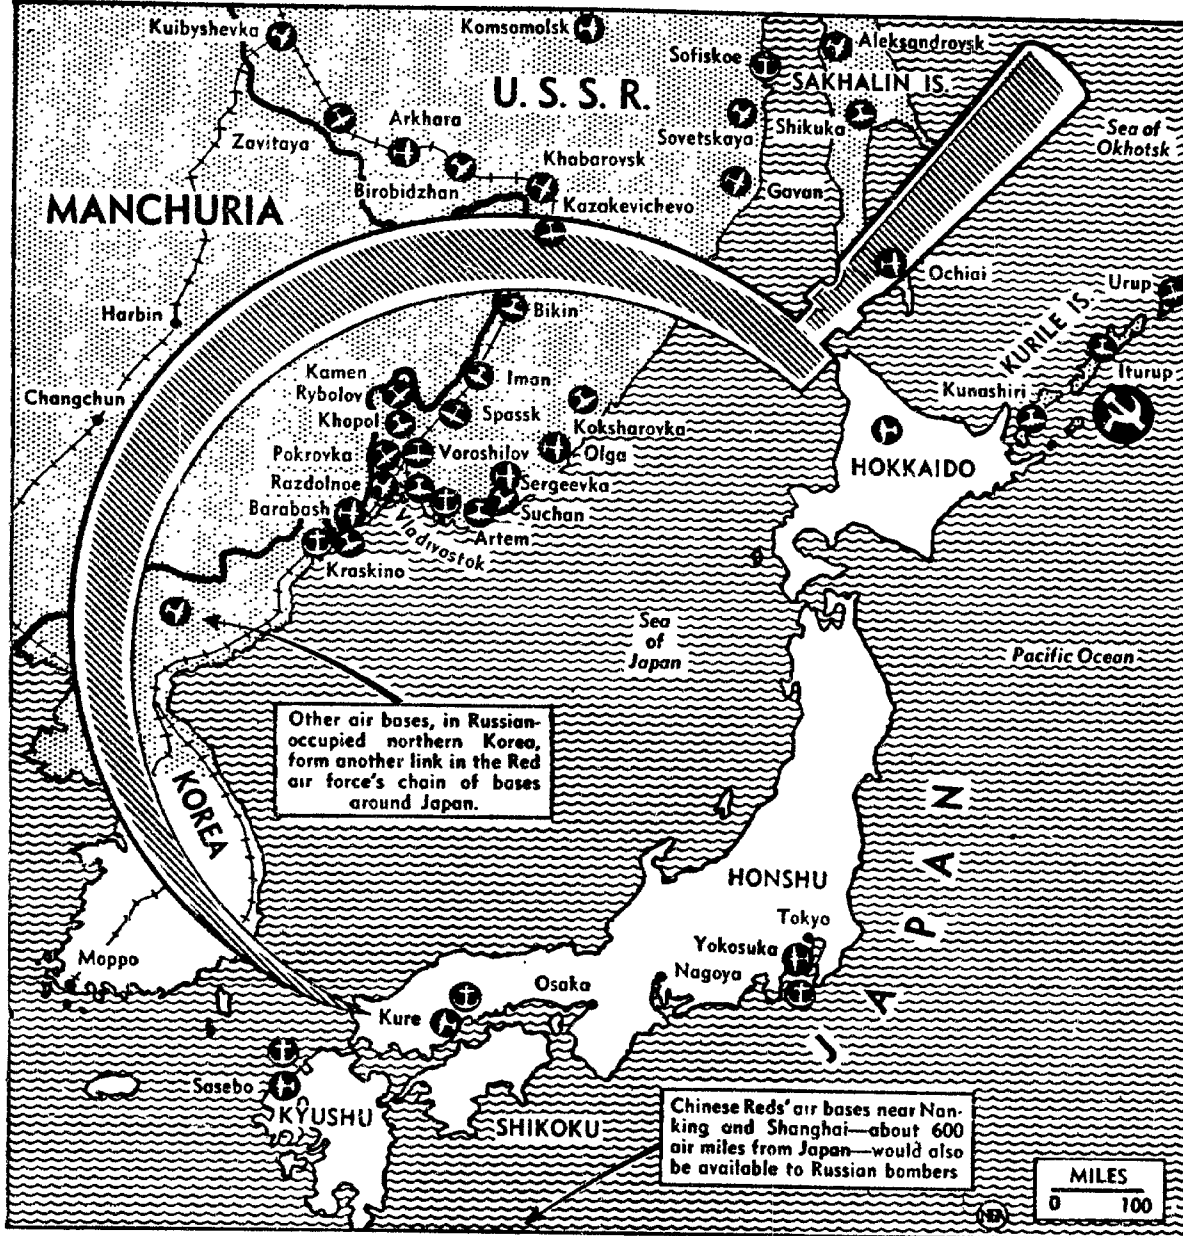 Kuibyshevka
Komsomolsk
Aleksandrovsk
Sofiskoe
SAKHALIN IS.
U. S. S. R.
Zavitaya
Arkhara
Sovetskaya
Shikuka
Sea of
Okhotsk
Birobidzhan
Khabarovsk
Gavan
MANCHURIA
Kazakevichevo
Ochiai
Urup
Harbin
Bikin
KURILE IS.
Kamen
Rybolov
Iman
Iturup
Changchun
Kunashiri
Khopol
Spassk
Koksharovka
Pokrovka
Voroshilov
Olga
HOKKAIDO
Razdolnoe
Sergeevka
Barabash
Suchan
Vladivostok
Artem
Kraskino
Sea
of
Japan
Pacific Ocean
Other air bases, in Russian-
occupied northern Korea,
form another link in the Red
air force's chain of bases
around Japan.
KOREA
JAPAN
HONSHU
Tokyo
Yokosuka
Moppo
Nagoya
Osaka
Kure
Sasebo
KYUSHU
SHIKOKU
Chinese Reds' air bases near Nan-
king and Shanghai—about 600
air miles from Japan—would also
be available to Russian bombers
MILES
0 100
NEA